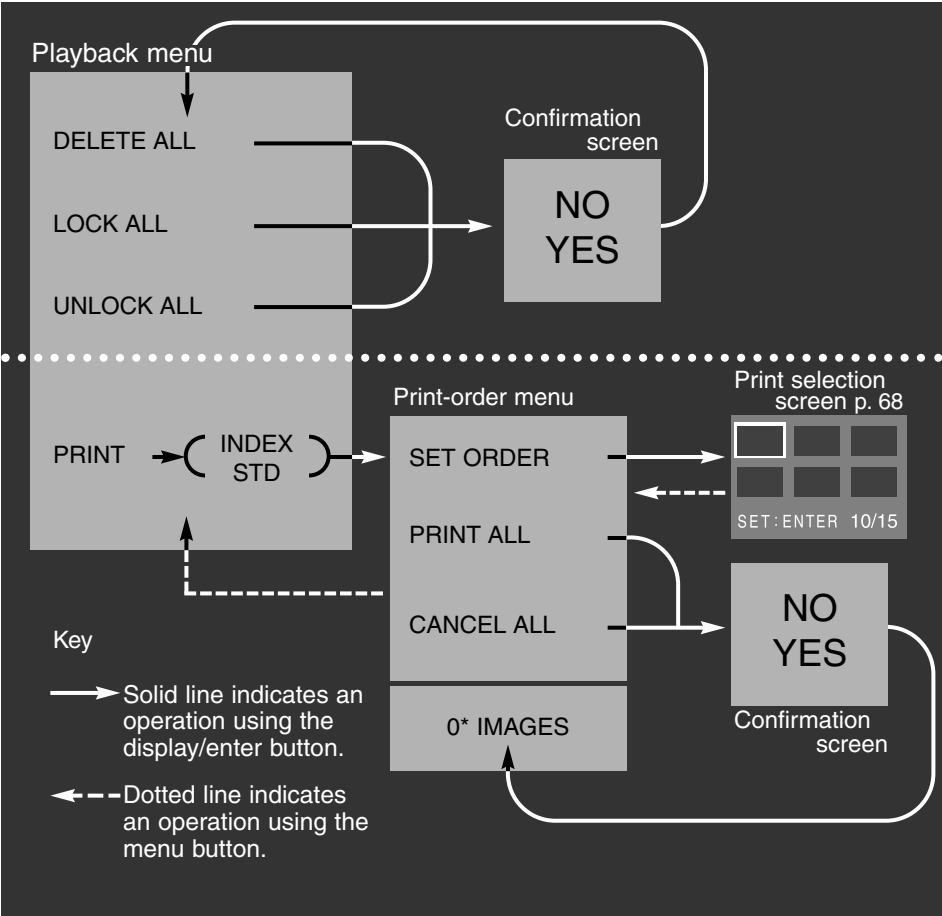 Playback menu
DELETE ALL
LOCK ALL
UNLOCK ALL
Confirmation
screen
NO
YES
PRINT
INDEX
STD
Print-order menu
SET ORDER
PRINT ALL
CANCEL ALL
0* IMAGES
Print selection
screen p. 68
SET:ENTER 10/15
NO
YES
Confirmation
screen
Key
Solid line indicates an
operation using the
display/enter button.
Dotted line indicates
an operation using the
menu button.